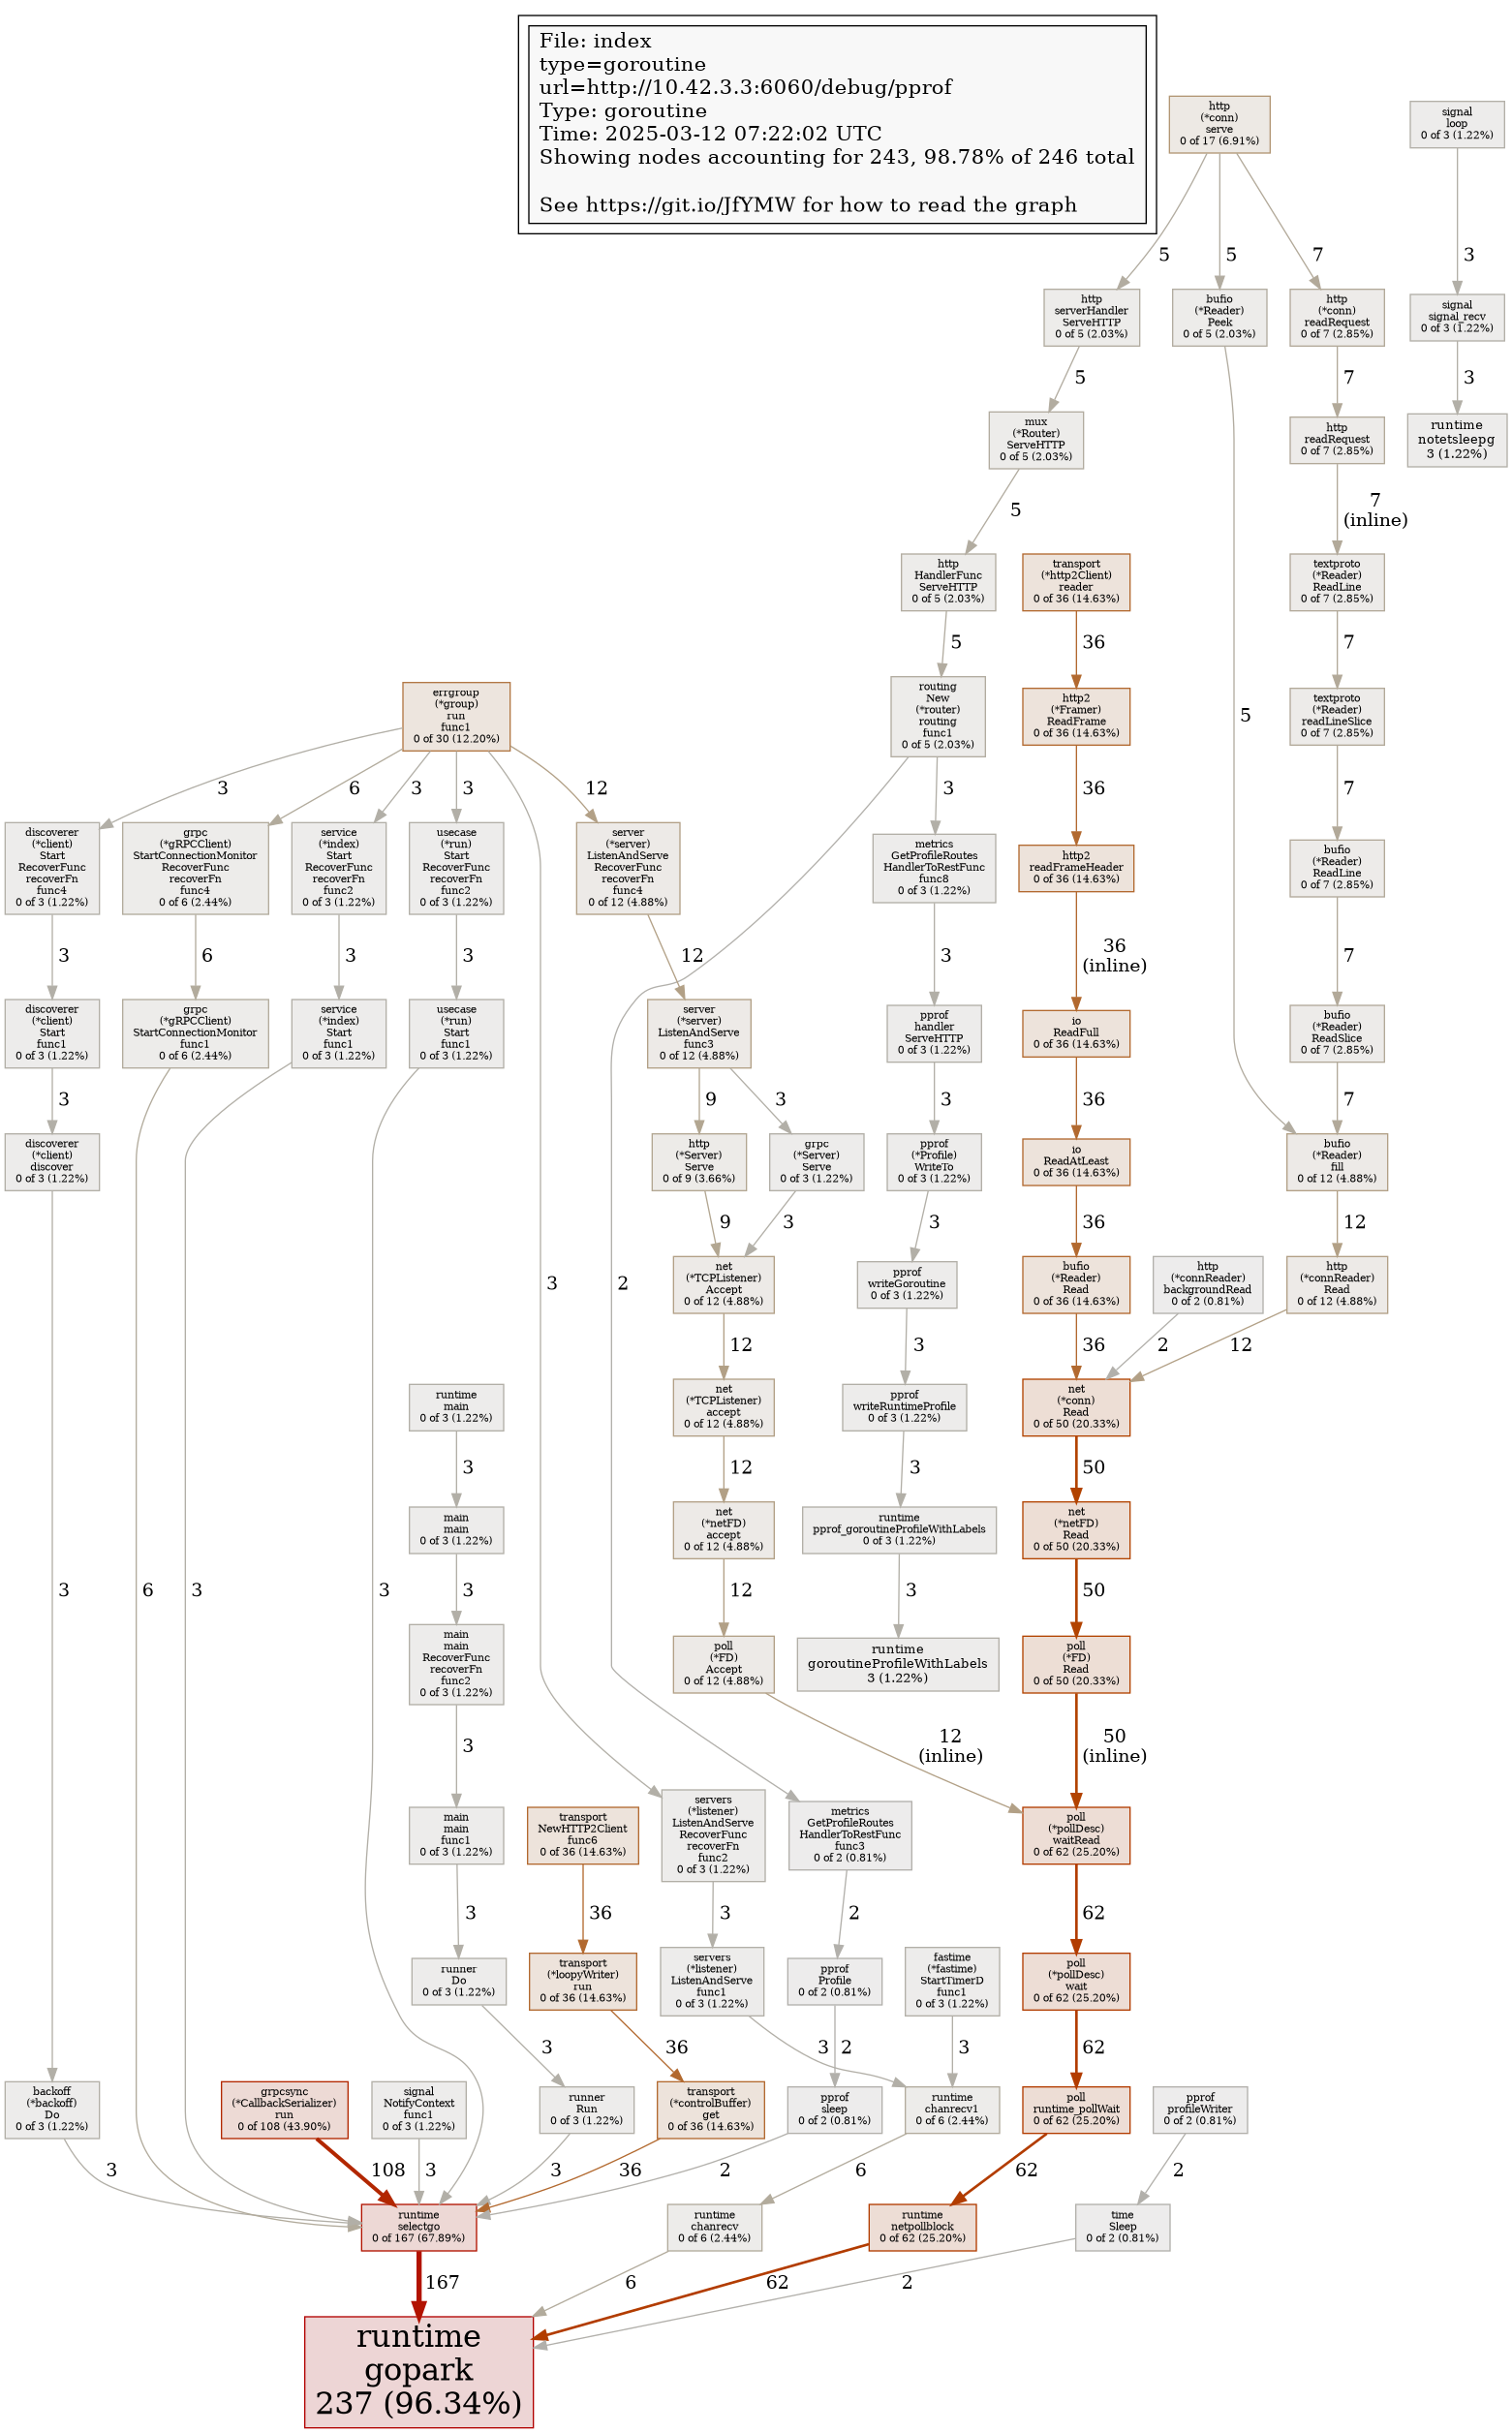 File: index
type=goroutine
url=http://10.42.3.3:6060/debug/pprof
Type: goroutine
Time: 2025-03-12 07:22:02 UTC
Showing nodes accounting for 243, 98.78% of 246 total
See https://git.io/JfYMW for how to read the graph
http
(*conn)
serve
0 of 17 (6.91%)
signal
loop
0 of 3 (1.22%)
5
5
7
3
http
serverHandler
ServeHTTP
0 of 5 (2.03%)
bufio
(*Reader)
Peek
0 of 5 (2.03%)
http
(*conn)
readRequest
0 of 7 (2.85%)
signal
signal_recv
0 of 3 (1.22%)
5
7
3
mux
(*Router)
ServeHTTP
0 of 5 (2.03%)
http
readRequest
0 of 7 (2.85%)
runtime
notetsleepg
3 (1.22%)
5
7
(inline)
http
HandlerFunc
ServeHTTP
0 of 5 (2.03%)
transport
(*http2Client)
reader
0 of 36 (14.63%)
textproto
(*Reader)
ReadLine
0 of 7 (2.85%)
5
36
7
errgroup
(*group)
run
func1
0 of 30 (12.20%)
routing
New
(*router)
routing
func1
0 of 5 (2.03%)
http2
(*Framer)
ReadFrame
0 of 36 (14.63%)
textproto
(*Reader)
readLineSlice
0 of 7 (2.85%)
5
3
6
3
3
12
3
36
7
discoverer
(*client)
Start
RecoverFunc
recoverFn
func4
0 of 3 (1.22%)
grpc
(*gRPCClient)
StartConnectionMonitor
RecoverFunc
recoverFn
func4
0 of 6 (2.44%)
service
(*index)
Start
RecoverFunc
recoverFn
func2
0 of 3 (1.22%)
usecase
(*run)
Start
RecoverFunc
recoverFn
func2
0 of 3 (1.22%)
server
(*server)
ListenAndServe
RecoverFunc
recoverFn
func4
0 of 12 (4.88%)
metrics
GetProfileRoutes
HandlerToRestFunc
func8
0 of 3 (1.22%)
http2
readFrameHeader
0 of 36 (14.63%)
bufio
(*Reader)
ReadLine
0 of 7 (2.85%)
3
6
3
3
12
3
36
(inline)
7
discoverer
(*client)
Start
func1
0 of 3 (1.22%)
grpc
(*gRPCClient)
StartConnectionMonitor
func1
0 of 6 (2.44%)
service
(*index)
Start
func1
0 of 3 (1.22%)
usecase
(*run)
Start
func1
0 of 3 (1.22%)
server
(*server)
ListenAndServe
func3
0 of 12 (4.88%)
pprof
handler
ServeHTTP
0 of 3 (1.22%)
io
ReadFull
0 of 36 (14.63%)
bufio
(*Reader)
ReadSlice
0 of 7 (2.85%)
3
9
3
3
36
7
discoverer
(*client)
discover
0 of 3 (1.22%)
http
(*Server)
Serve
0 of 9 (3.66%)
grpc
(*Server)
Serve
0 of 3 (1.22%)
pprof
(*Profile)
WriteTo
0 of 3 (1.22%)
io
ReadAtLeast
0 of 36 (14.63%)
bufio
(*Reader)
fill
0 of 12 (4.88%)
9
3
3
36
12
3
2
net
(*TCPListener)
Accept
0 of 12 (4.88%)
pprof
writeGoroutine
0 of 3 (1.22%)
bufio
(*Reader)
Read
0 of 36 (14.63%)
http
(*connReader)
backgroundRead
0 of 2 (0.81%)
http
(*connReader)
Read
0 of 12 (4.88%)
12
3
36
2
12
runtime
main
0 of 3 (1.22%)
net
(*TCPListener)
accept
0 of 12 (4.88%)
pprof
writeRuntimeProfile
0 of 3 (1.22%)
net
(*conn)
Read
0 of 50 (20.33%)
3
12
3
50
main
main
0 of 3 (1.22%)
net
(*netFD)
accept
0 of 12 (4.88%)
runtime
pprof_goroutineProfileWithLabels
0 of 3 (1.22%)
net
(*netFD)
Read
0 of 50 (20.33%)
3
6
3
3
3
12
3
50
main
main
RecoverFunc
recoverFn
func2
0 of 3 (1.22%)
poll
(*FD)
Accept
0 of 12 (4.88%)
runtime
goroutineProfileWithLabels
3 (1.22%)
poll
(*FD)
Read
0 of 50 (20.33%)
3
12
(inline)
50
(inline)
main
main
func1
0 of 3 (1.22%)
transport
NewHTTP2Client
func6
0 of 36 (14.63%)
servers
(*listener)
ListenAndServe
RecoverFunc
recoverFn
func2
0 of 3 (1.22%)
metrics
GetProfileRoutes
HandlerToRestFunc
func3
0 of 2 (0.81%)
poll
(*pollDesc)
waitRead
0 of 62 (25.20%)
3
36
3
2
62
runner
Do
0 of 3 (1.22%)
transport
(*loopyWriter)
run
0 of 36 (14.63%)
servers
(*listener)
ListenAndServe
func1
0 of 3 (1.22%)
pprof
Profile
0 of 2 (0.81%)
fastime
(*fastime)
StartTimerD
func1
0 of 3 (1.22%)
poll
(*pollDesc)
wait
0 of 62 (25.20%)
3
36
3
2
3
62
backoff
(*backoff)
Do
0 of 3 (1.22%)
grpcsync
(*CallbackSerializer)
run
0 of 108 (43.90%)
signal
NotifyContext
func1
0 of 3 (1.22%)
runner
Run
0 of 3 (1.22%)
transport
(*controlBuffer)
get
0 of 36 (14.63%)
pprof
sleep
0 of 2 (0.81%)
runtime
chanrecv1
0 of 6 (2.44%)
poll
runtime_pollWait
0 of 62 (25.20%)
pprof
profileWriter
0 of 2 (0.81%)
3
108
3
3
36
2
6
62
2
runtime
selectgo
0 of 167 (67.89%)
runtime
chanrecv
0 of 6 (2.44%)
runtime
netpollblock
0 of 62 (25.20%)
time
Sleep
0 of 2 (0.81%)
167
6
62
2
runtime
gopark
237 (96.34%)